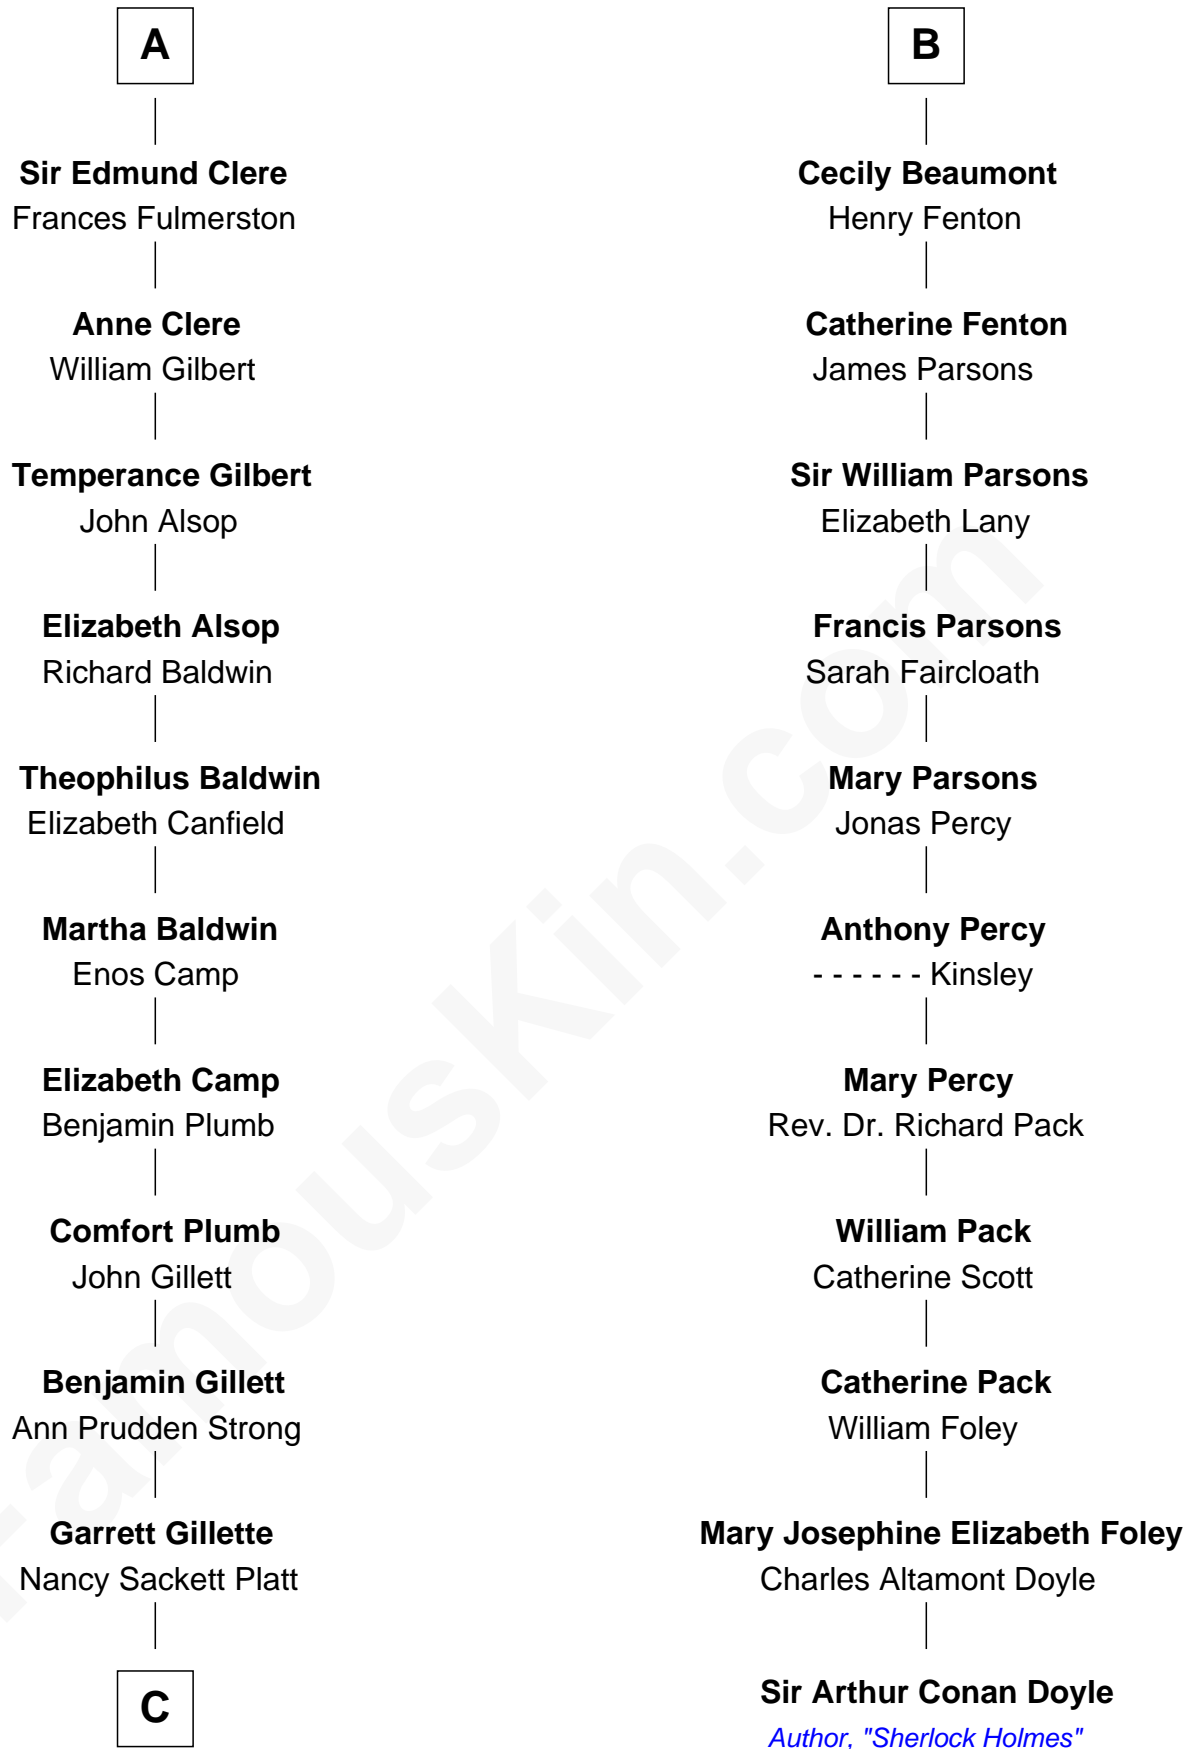 A
Sir Edmund Clere
Frances Fulmerston
Anne Clere
William Gilbert
Temperance Gilbert
John Alsop
Elizabeth Alsop
Richard Baldwin
Theophilus Baldwin
Elizabeth Canfield
Martha Baldwin
Enos Camp
Elizabeth Camp
Benjamin Plumb
Comfort Plumb
John Gillett
Benjamin Gillett
Ann Prudden Strong
Garrett Gillette
Nancy Sackett Platt
C
B
Cecily Beaumont
Henry Fenton
Catherine Fenton
James Parsons
Sir William Parsons
Elizabeth Lany
Francis Parsons
Sarah Faircloath
Mary Parsons
Jonas Percy
Anthony Percy
- - - - - - Kinsley
Mary Percy
Rev. Dr. Richard Pack
William Pack
Catherine Scott
Catherine Pack
William Foley
Mary Josephine Elizabeth Foley
Charles Altamont Doyle
Sir Arthur Conan Doyle
Author, "Sherlock Holmes"
FamousKin.com